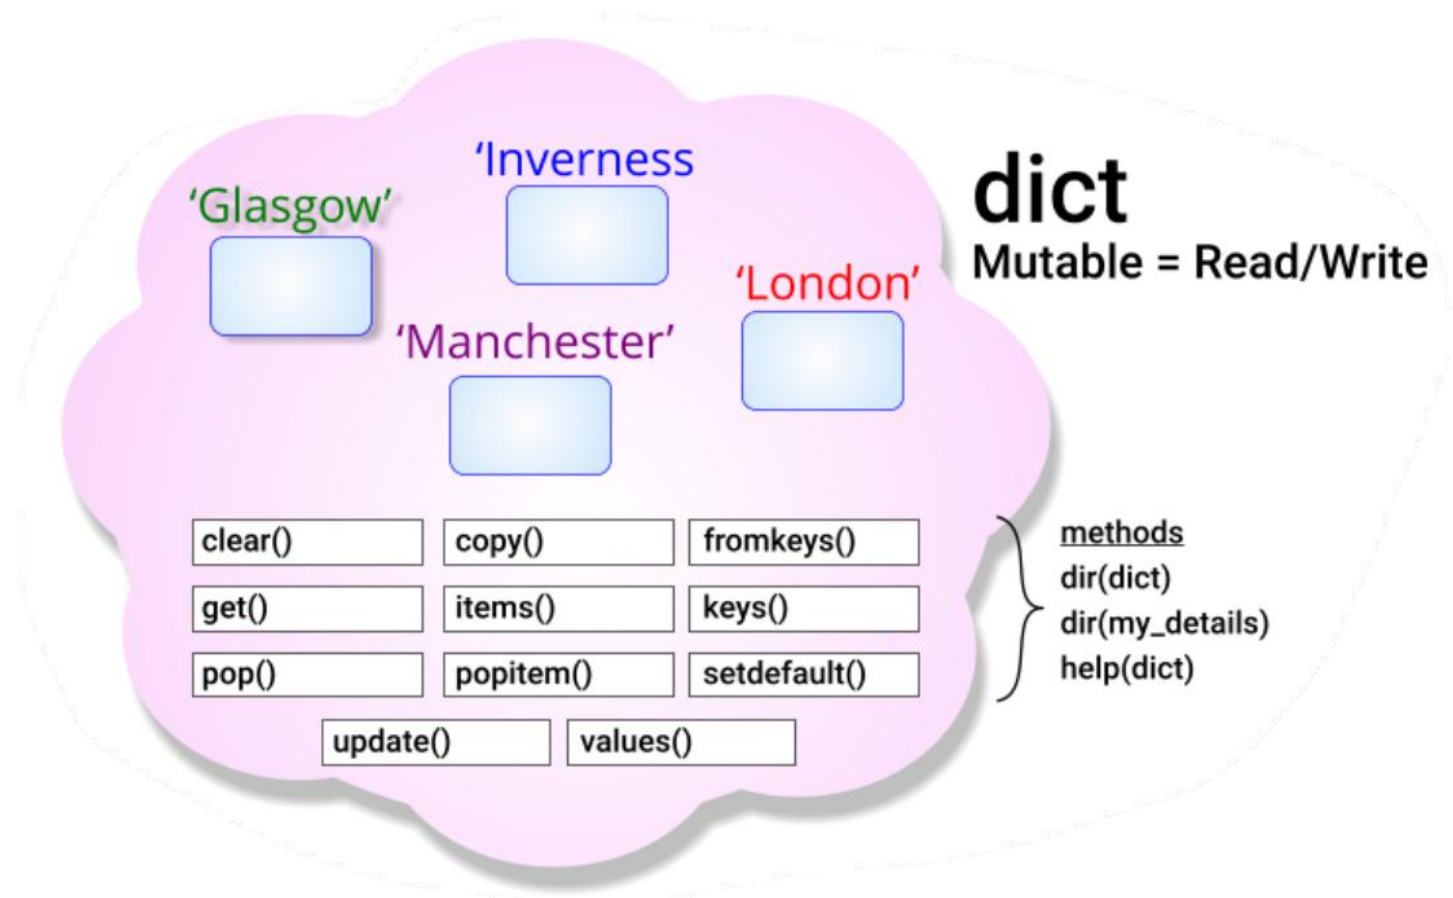 ‘Inverness
‘Glasgow’
‘London’
‘Manchester’
dict
Mutable = Read/Write
clear()
copy()
fromkeys()
get()
items()
keys()
pop()
popitem()
setdefault()
update()
values()
methods
dir(dict)
dir(my_details)
help(dict)